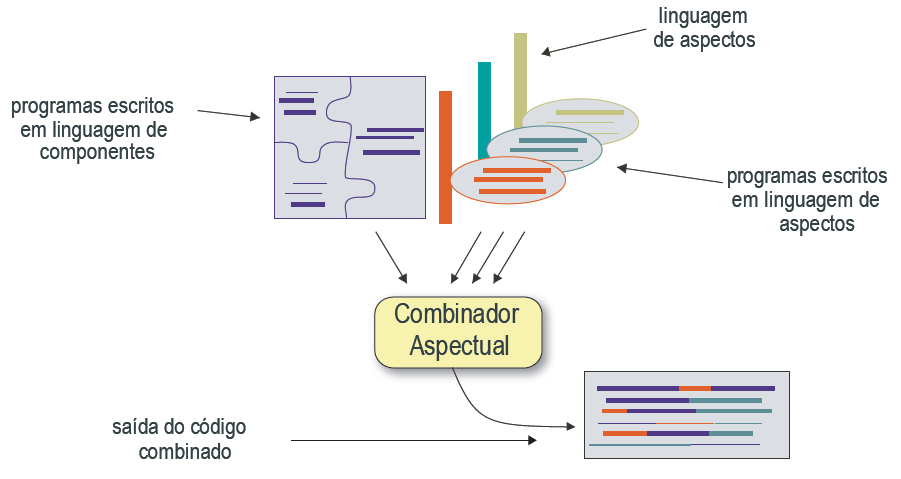 linguagem
de aspectos
programas escritos
em linguagem de
componentes
programas escritos
em linguagem de
aspectos
Combinador
Aspectual
saída do código
combinado